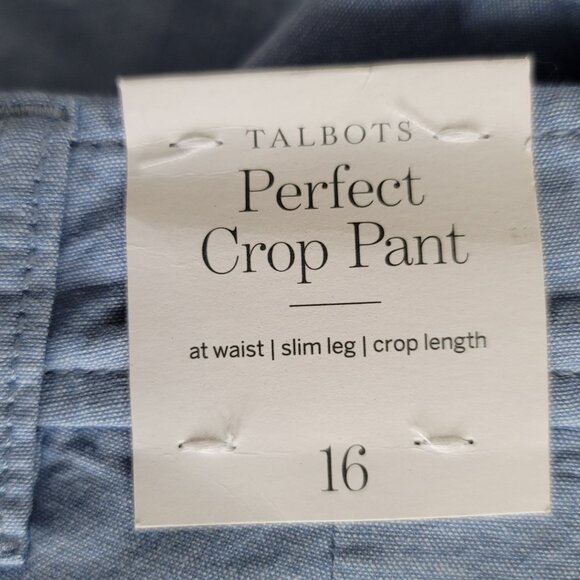 TALBOTS
Perfect
Crop Pant
at waist | slim leg | crop length
16